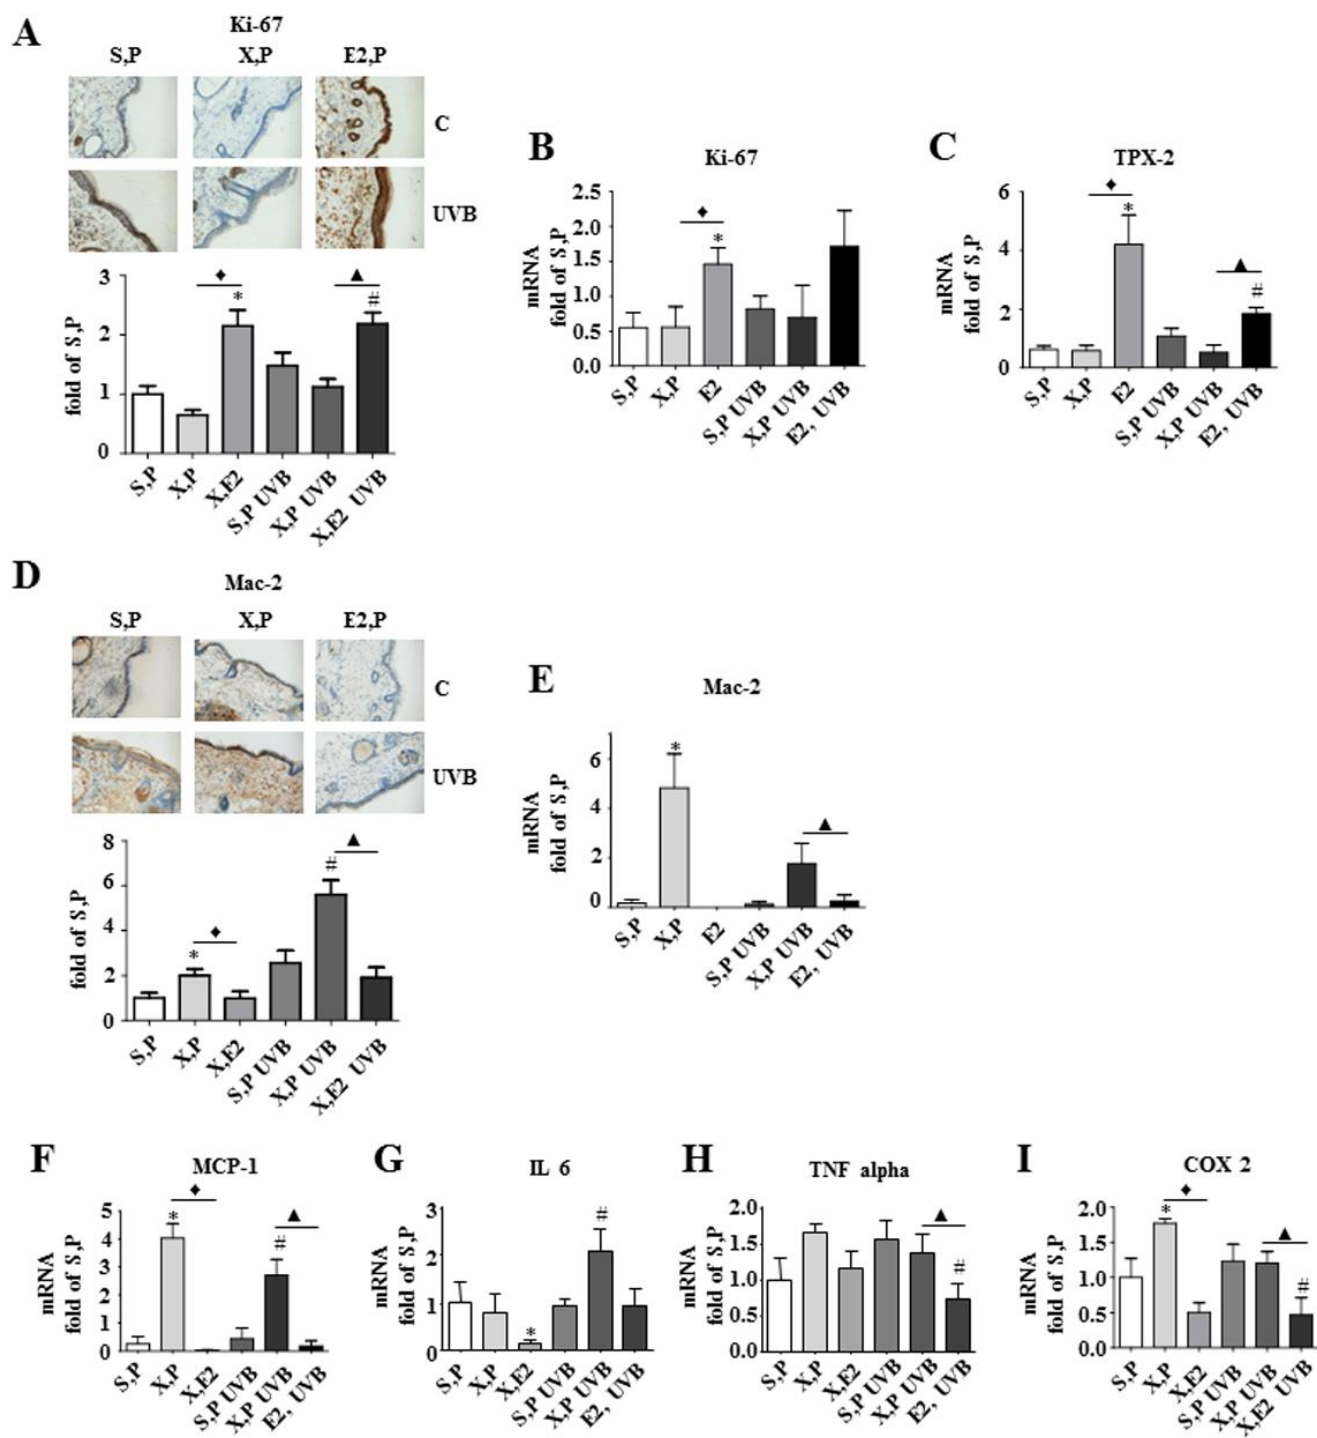 A
Ki-67
S,P X,P E2,P
C
UVB
fold of S,P
3
2
1
0
♦
*
▲
#
S,P X,P X,E2 S,P UVB X,P UVB X,E2 UVB
B
Ki-67
mRNA
fold of S,P
2.5
2.0
1.5
1.0
0.5
0.0
♦
*
S,P X,P E2 S,P UVB X,P UVB E2, UVB
C
TPX-2
mRNA
fold of S,P
6
4
2
0
♦
*
▲
#
S,P X,P E2 S,P UVB X,P UVB E2, UVB
D
Mac-2
S,P X,P E2,P
C
UVB
fold of S,P
8
6
4
2
0
♦
*
▲
#
S,P X,P X,E2 S,P UVB X,P UVB X,E2 UVB
E
Mac-2
mRNA
fold of S,P
6
4
2
0
*
▲
S,P X,P E2 S,P UVB X,P UVB E2, UVB
F
MCP-1
mRNA
fold of S,P
5
4
3
2
1
0
♦
*
▲
#
S,P X,P X,E2 S,P UVB X,P UVB E2, UVB
G
IL 6
mRNA
fold of S,P
3
2
1
0
*
#
S,P X,P X,E2 S,P UVB X,P UVB E2, UVB
H
TNF alpha
mRNA
fold of S,P
2.0
1.5
1.0
0.5
0.0
▲
#
S,P X,P X,E2 S,P UVB X,P UVB E2, UVB
I
COX 2
mRNA
fold of S,P
2.0
1.5
1.0
0.5
0.0
♦
*
▲
#
S,P X,P X,E2 S,P UVB X,P UVB X,E2 UVB